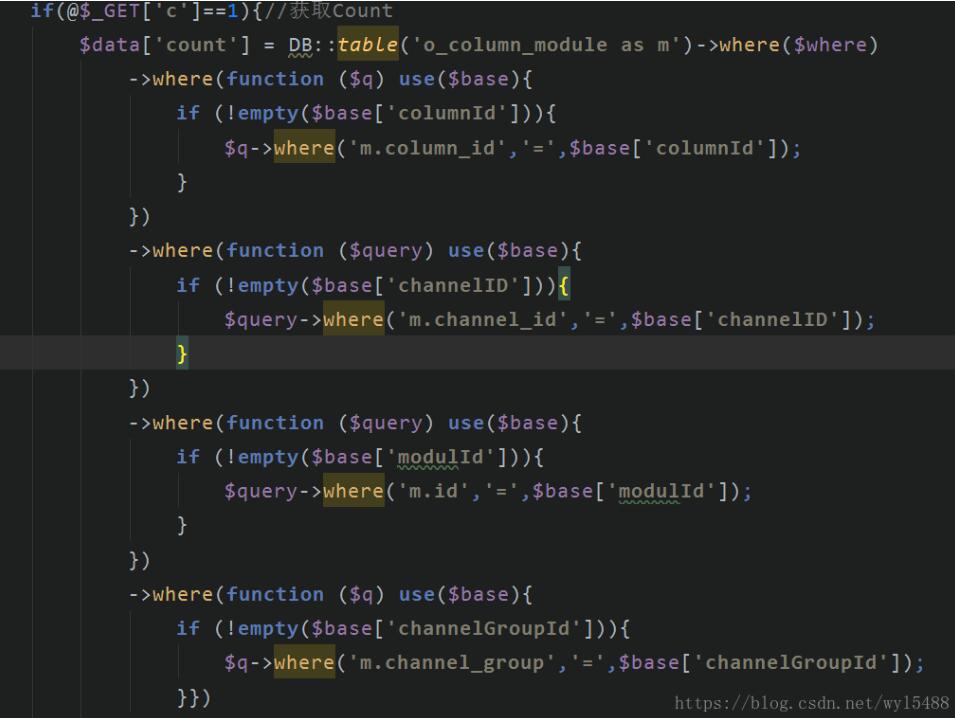 if(@$_GET['c']==1){//获取Count
$data['count'] = DB::table('o_column_module as m')->where($where)
->where(function ($q) use($base){
if (!empty($base['columnId'])){
$q->where('m.column_id','=',$base['columnId']);
}
})
->where(function ($query) use($base){
if (!empty($base['channelID'])){
$query->where('m.channel_id','=',$base['channelID']);
}
})
->where(function ($query) use($base){
if (!empty($base['modulId'])){
$query->where('m.id','=',$base['modulId']);
}
})
->where(function ($q) use($base){
if (!empty($base['channelGroupId'])){
$q->where('m.channel_group','=',$base['channelGroupId']);
}})
https://blog.csdn.net/wyl5488